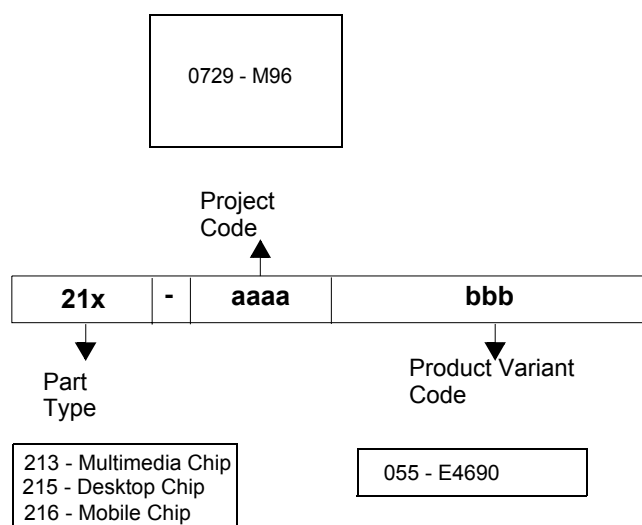 0729 - M96
Project
Code
21x - aaaa bbb
Part
Type
Product Variant
Code
213 - Multimedia Chip
215 - Desktop Chip
216 - Mobile Chip
055 - E4690